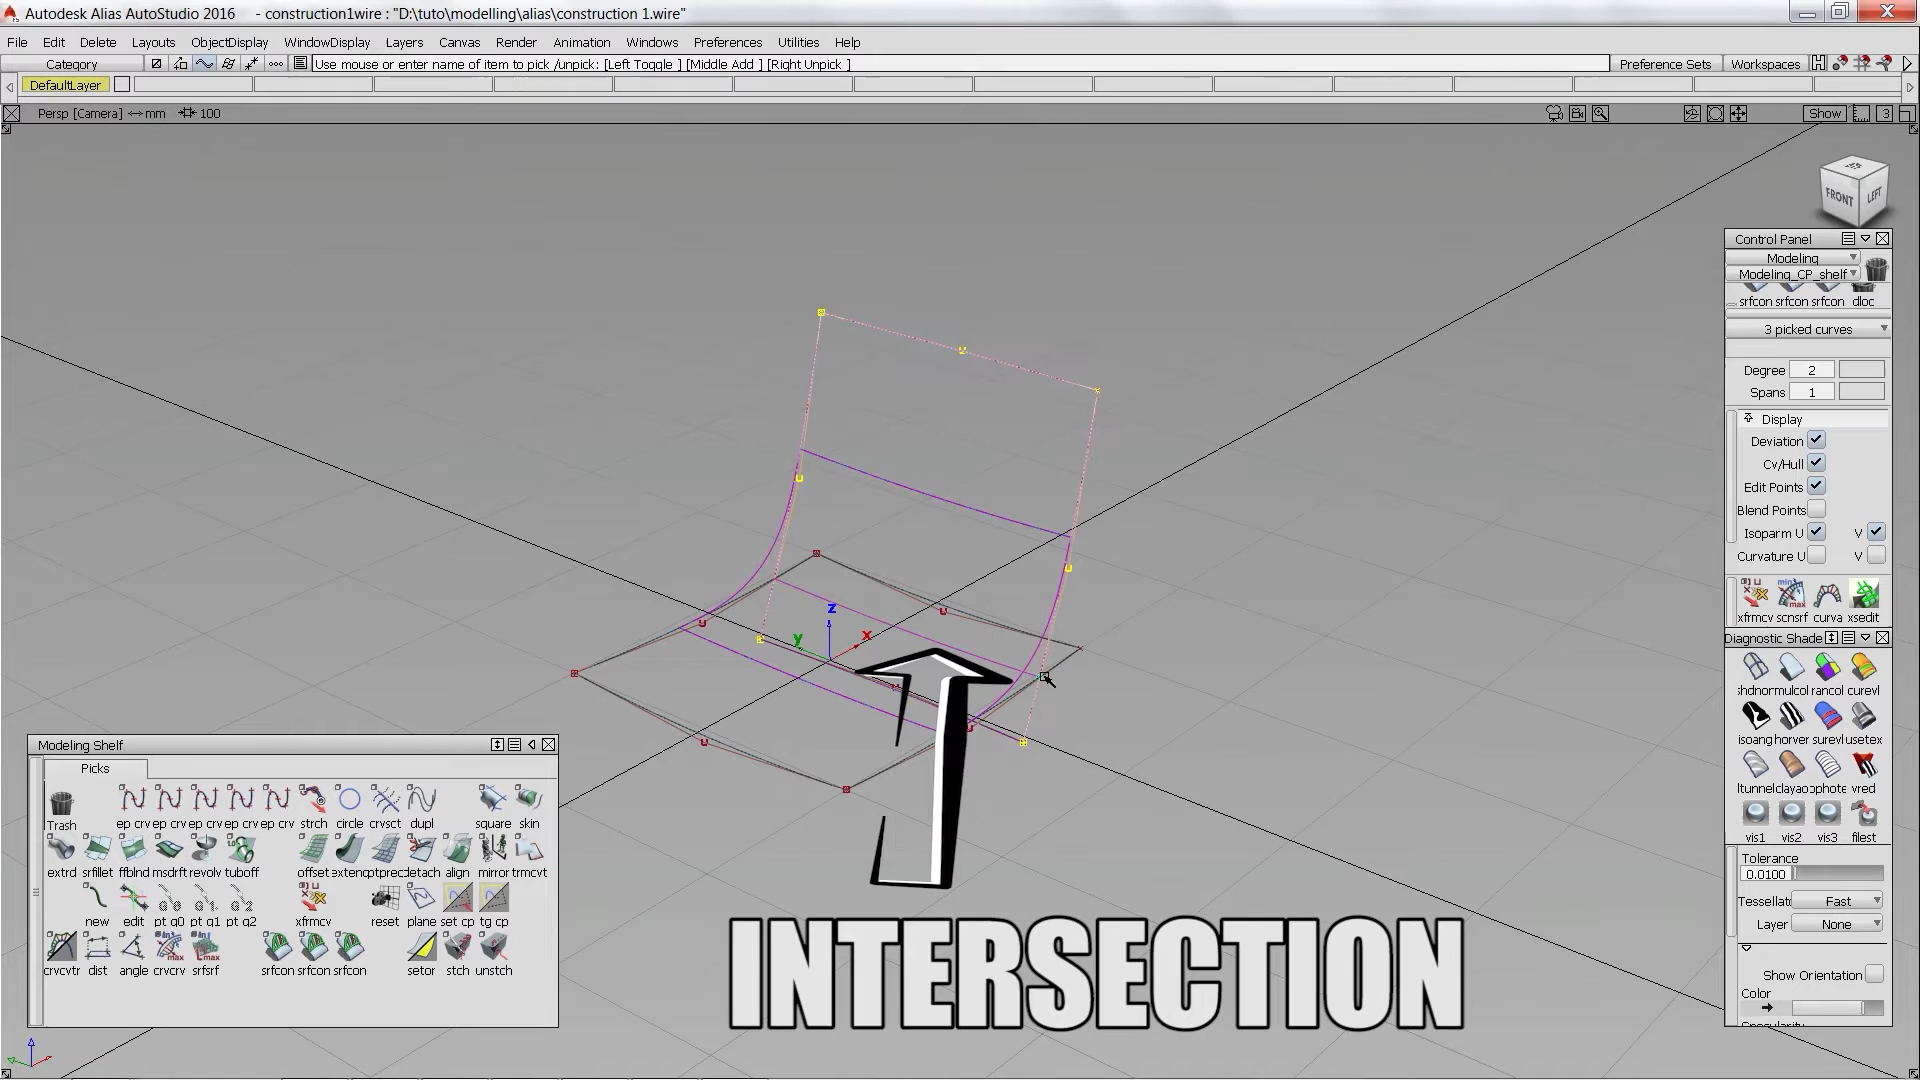 Autodesk Alias AutoStudio 2016 - construction1wire : "D:\tuto\modelling\alias\construction 1.wire"
File Edit Delete Layouts ObjectDisplay WindowDisplay Layers Canvas Render Animation Windows Preferences Utilities Help
Category Use mouse or enter name of item to pick /unpick: [Left Toggle ] [Middle Add ] [Right Unpick ] Preference Sets Workspaces
DefaultLayer
Persp [Camera] mm 100 Show 3
FRONT LEFT
Control Panel
Modeling
Modeling_CP_shelf
srfcon srfcon srfcon dloc
3 picked curves
Degree 2
Spans 1
Display
Deviation
Cv/Hull
Edit Points
Blend Points
Isoparm U V
Curvature U V
xfrmcv scnsrf curva xsedit
Diagnostic Shade
shdnor mulcol rancol curevl
isoang horver surevl usetex
ltunnel clayao pphote vred
vis1 vis2 vis3 filest
Tolerance
0.0100
Tessellat Fast
Layer None
Show Orientation
Color
z
y x
Modeling Shelf
Picks
Trash ep crv ep crv ep crv ep crv ep crv strch circle crvsct dupl square skin
extrd srfillet ffblnd msdrft revolv tuboff offset extend ptprec detach align mirror trmcvt
new edit pt g0 pt g1 pt g2 xfrmcv reset plane set cp tg cp
crvcvtr dist angle crvcrv srfsrf srfcon srfcon srfcon setor stch unstch
INTERSECTION